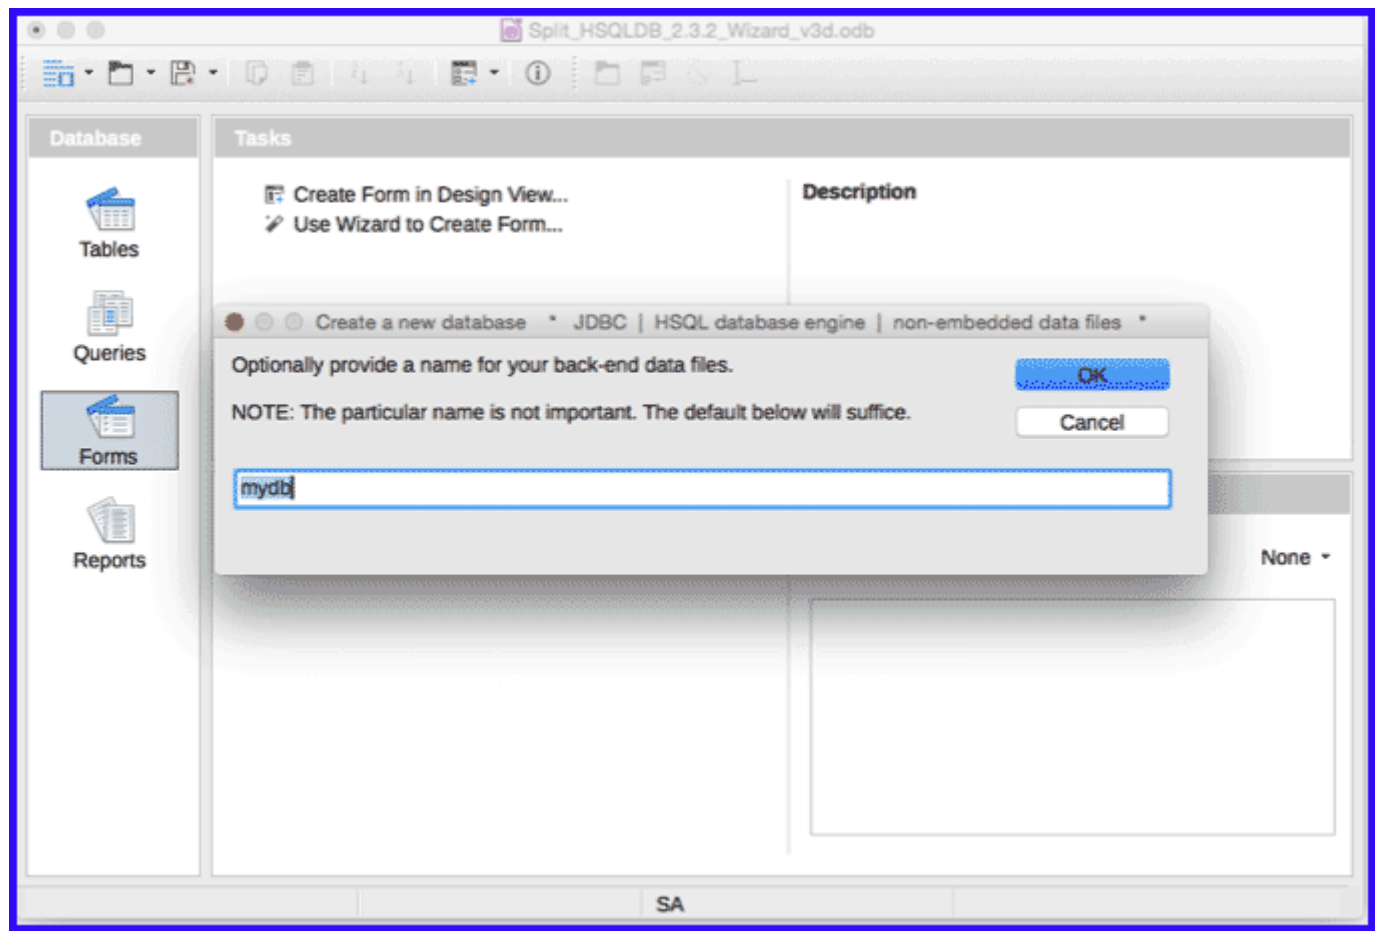 Split_HSQLDB_2.3.2_Wizard_v3d.odb
Database
Tasks
Create Form in Design View...
Use Wizard to Create Form...
Description
Tables
Queries
Forms
Reports
Create a new database * JDBC | HSQL database engine | non-embedded data files *
Optionally provide a name for your back-end data files.
OK
NOTE: The particular name is not important. The default below will suffice.
Cancel
mydb
None
SA